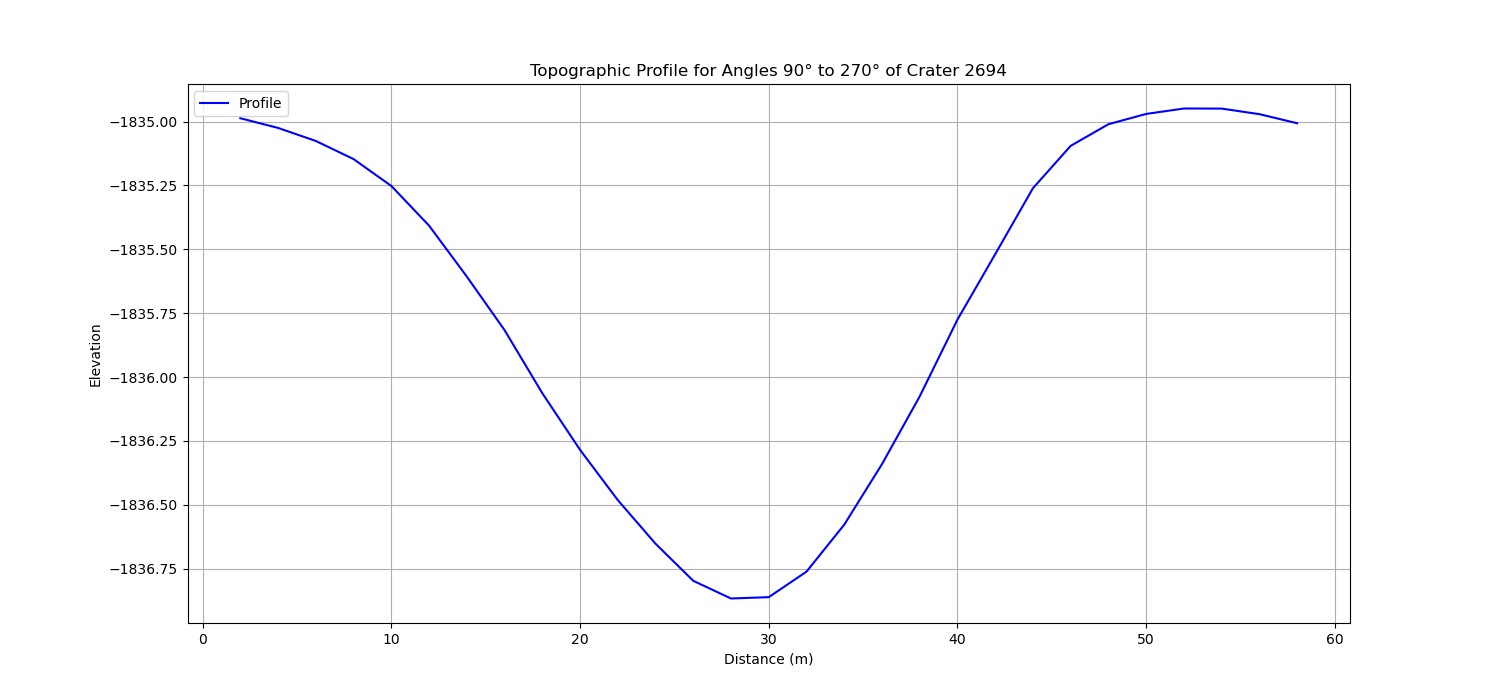 Topographic Profile for Angles 90° to 270° of Crater 2694
Profile
−1835.00
−1835.25
−1835.50
−1835.75
−1836.00
−1836.25
−1836.50
−1836.75
Elevation
0 10 20 30 40 50 60
Distance (m)